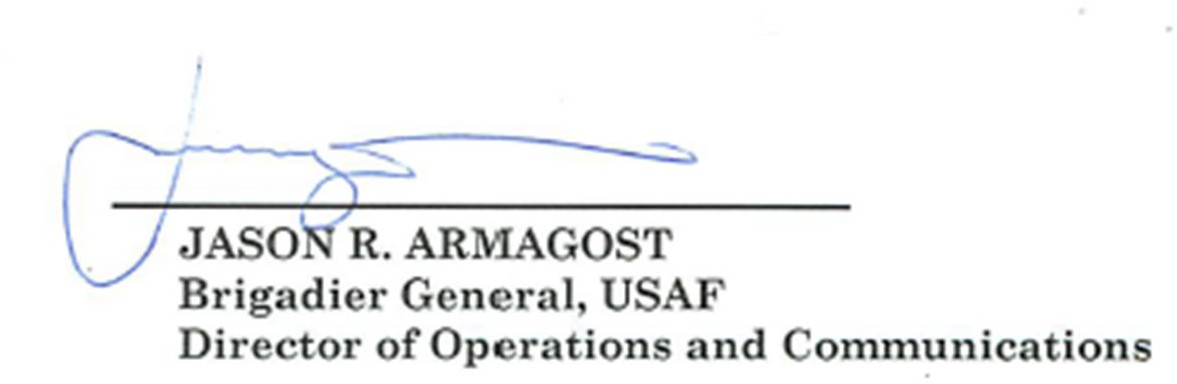 JASON R. ARMAGOST
Brigadier General, USAF
Director of Operations and Communications